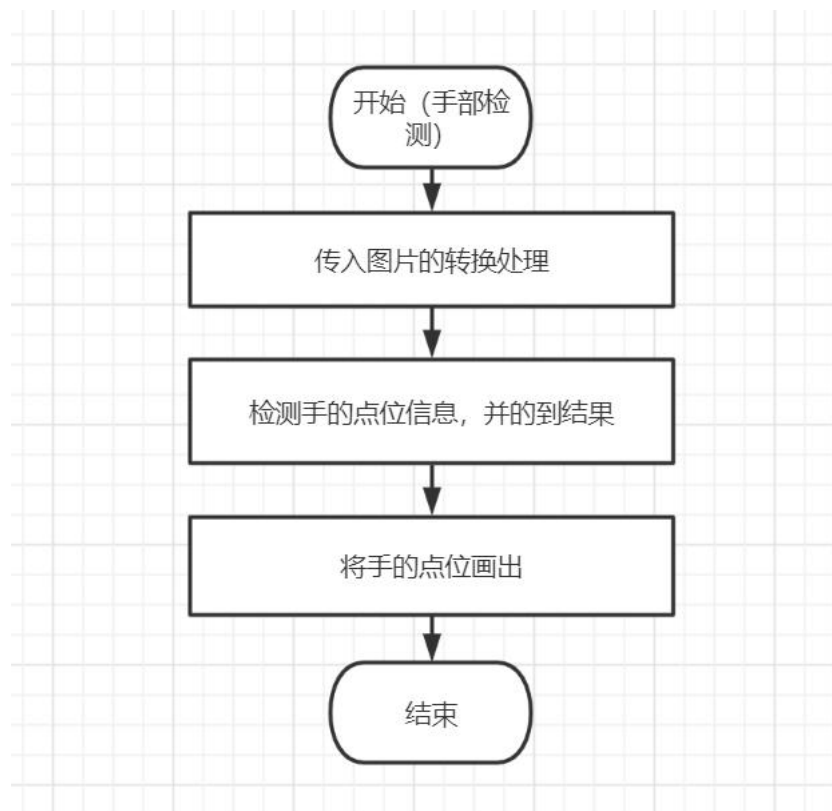 开始（手部检
测）
传入图片的转换处理
检测手的点位信息，并的到结果
将手的点位画出
结束